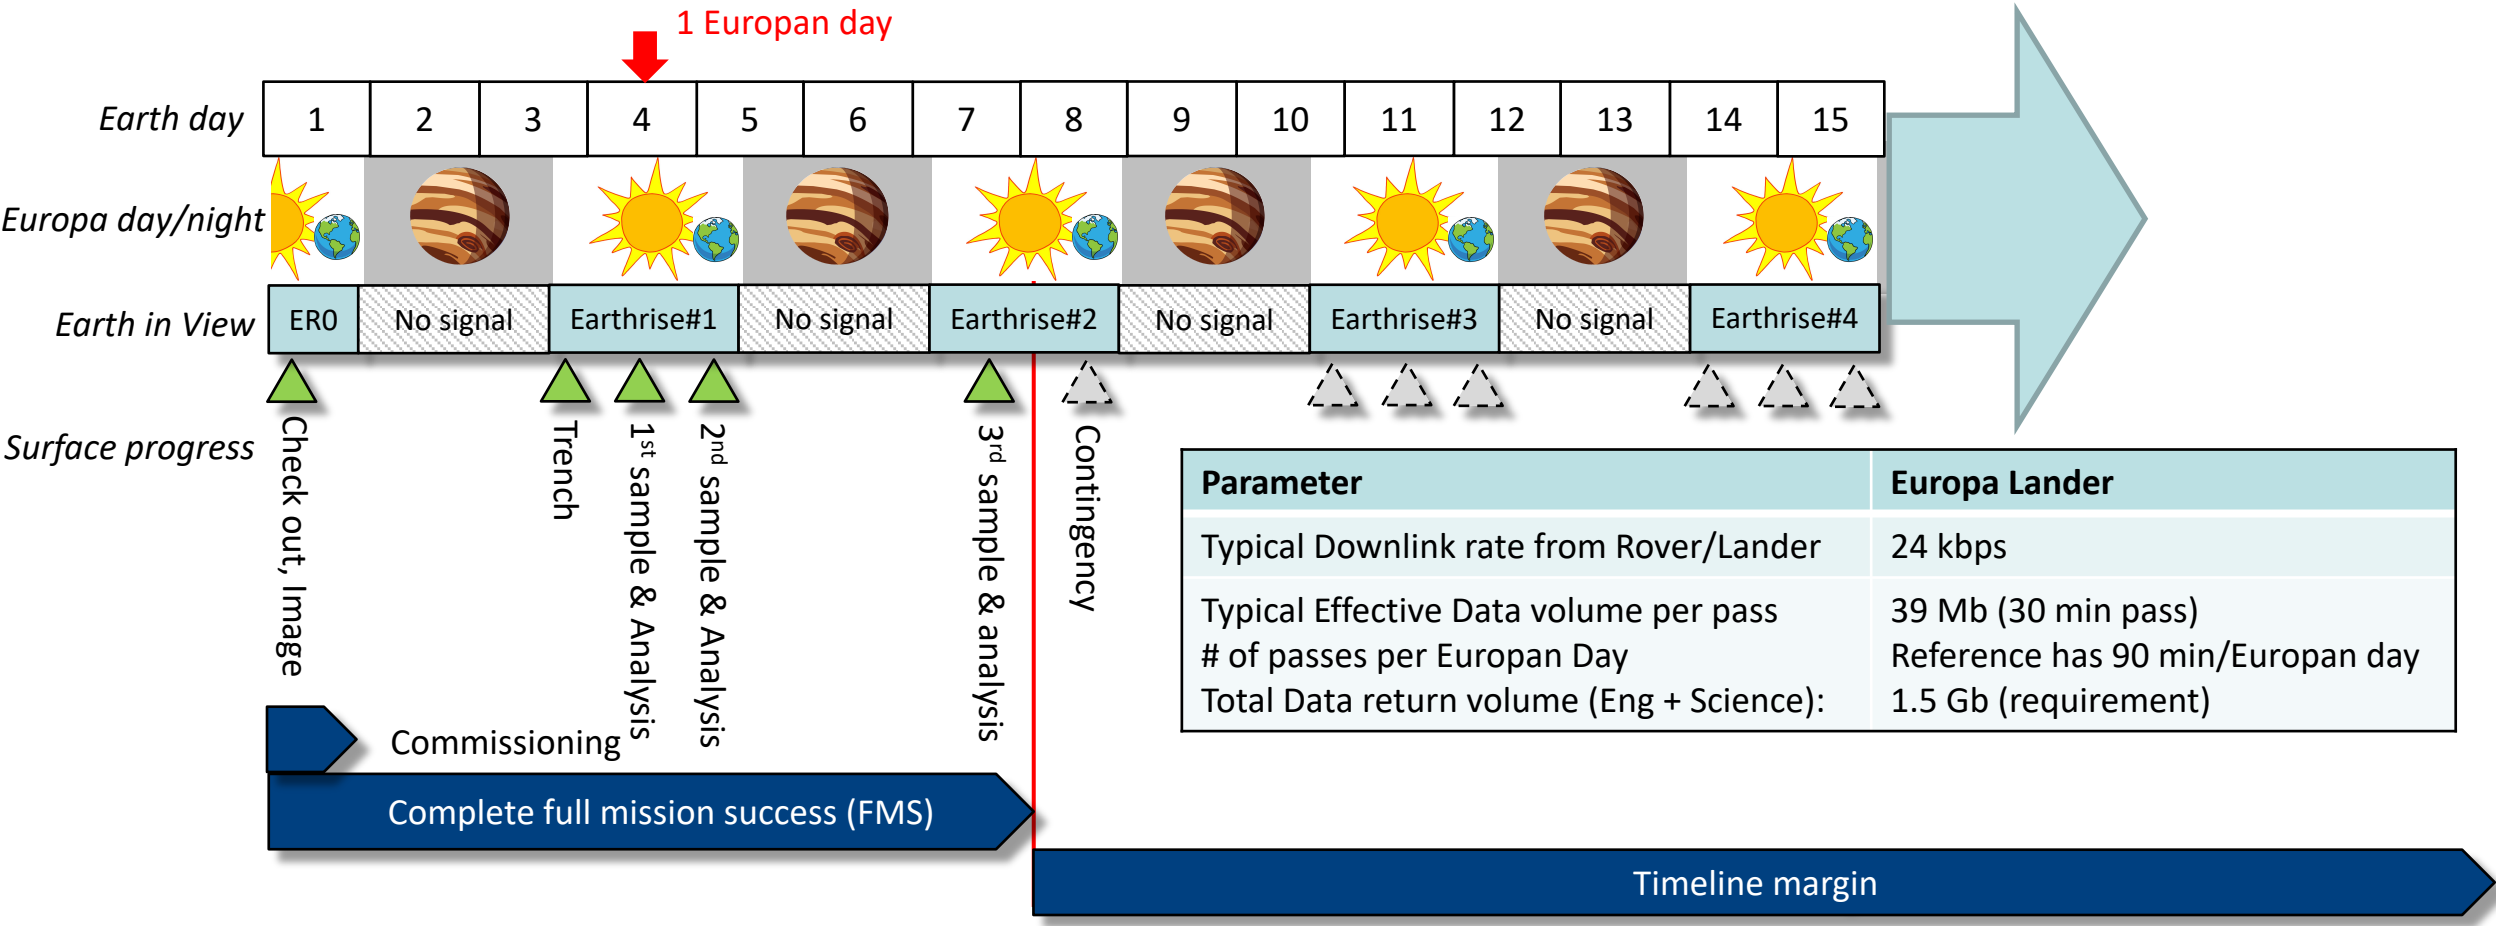 1 Europan day
Earth day 1 2 3 4 5 6 7 8 9 10 11 12 13 14 15
Europa day/night
Earth in View ER0 No signal Earthrise#1 No signal Earthrise#2 No signal Earthrise#3 No signal Earthrise#4
Surface progress
Check out, Image
Trench
1st sample & Analysis
2nd sample & Analysis
3rd sample & analysis
Contingency
Parameter Europa Lander
Typical Downlink rate from Rover/Lander 24 kbps
Typical Effective Data volume per pass 39 Mb (30 min pass)
# of passes per Europan Day Reference has 90 min/Europan day
Total Data return volume (Eng + Science): 1.5 Gb (requirement)
Commissioning
Complete full mission success (FMS)
Timeline margin